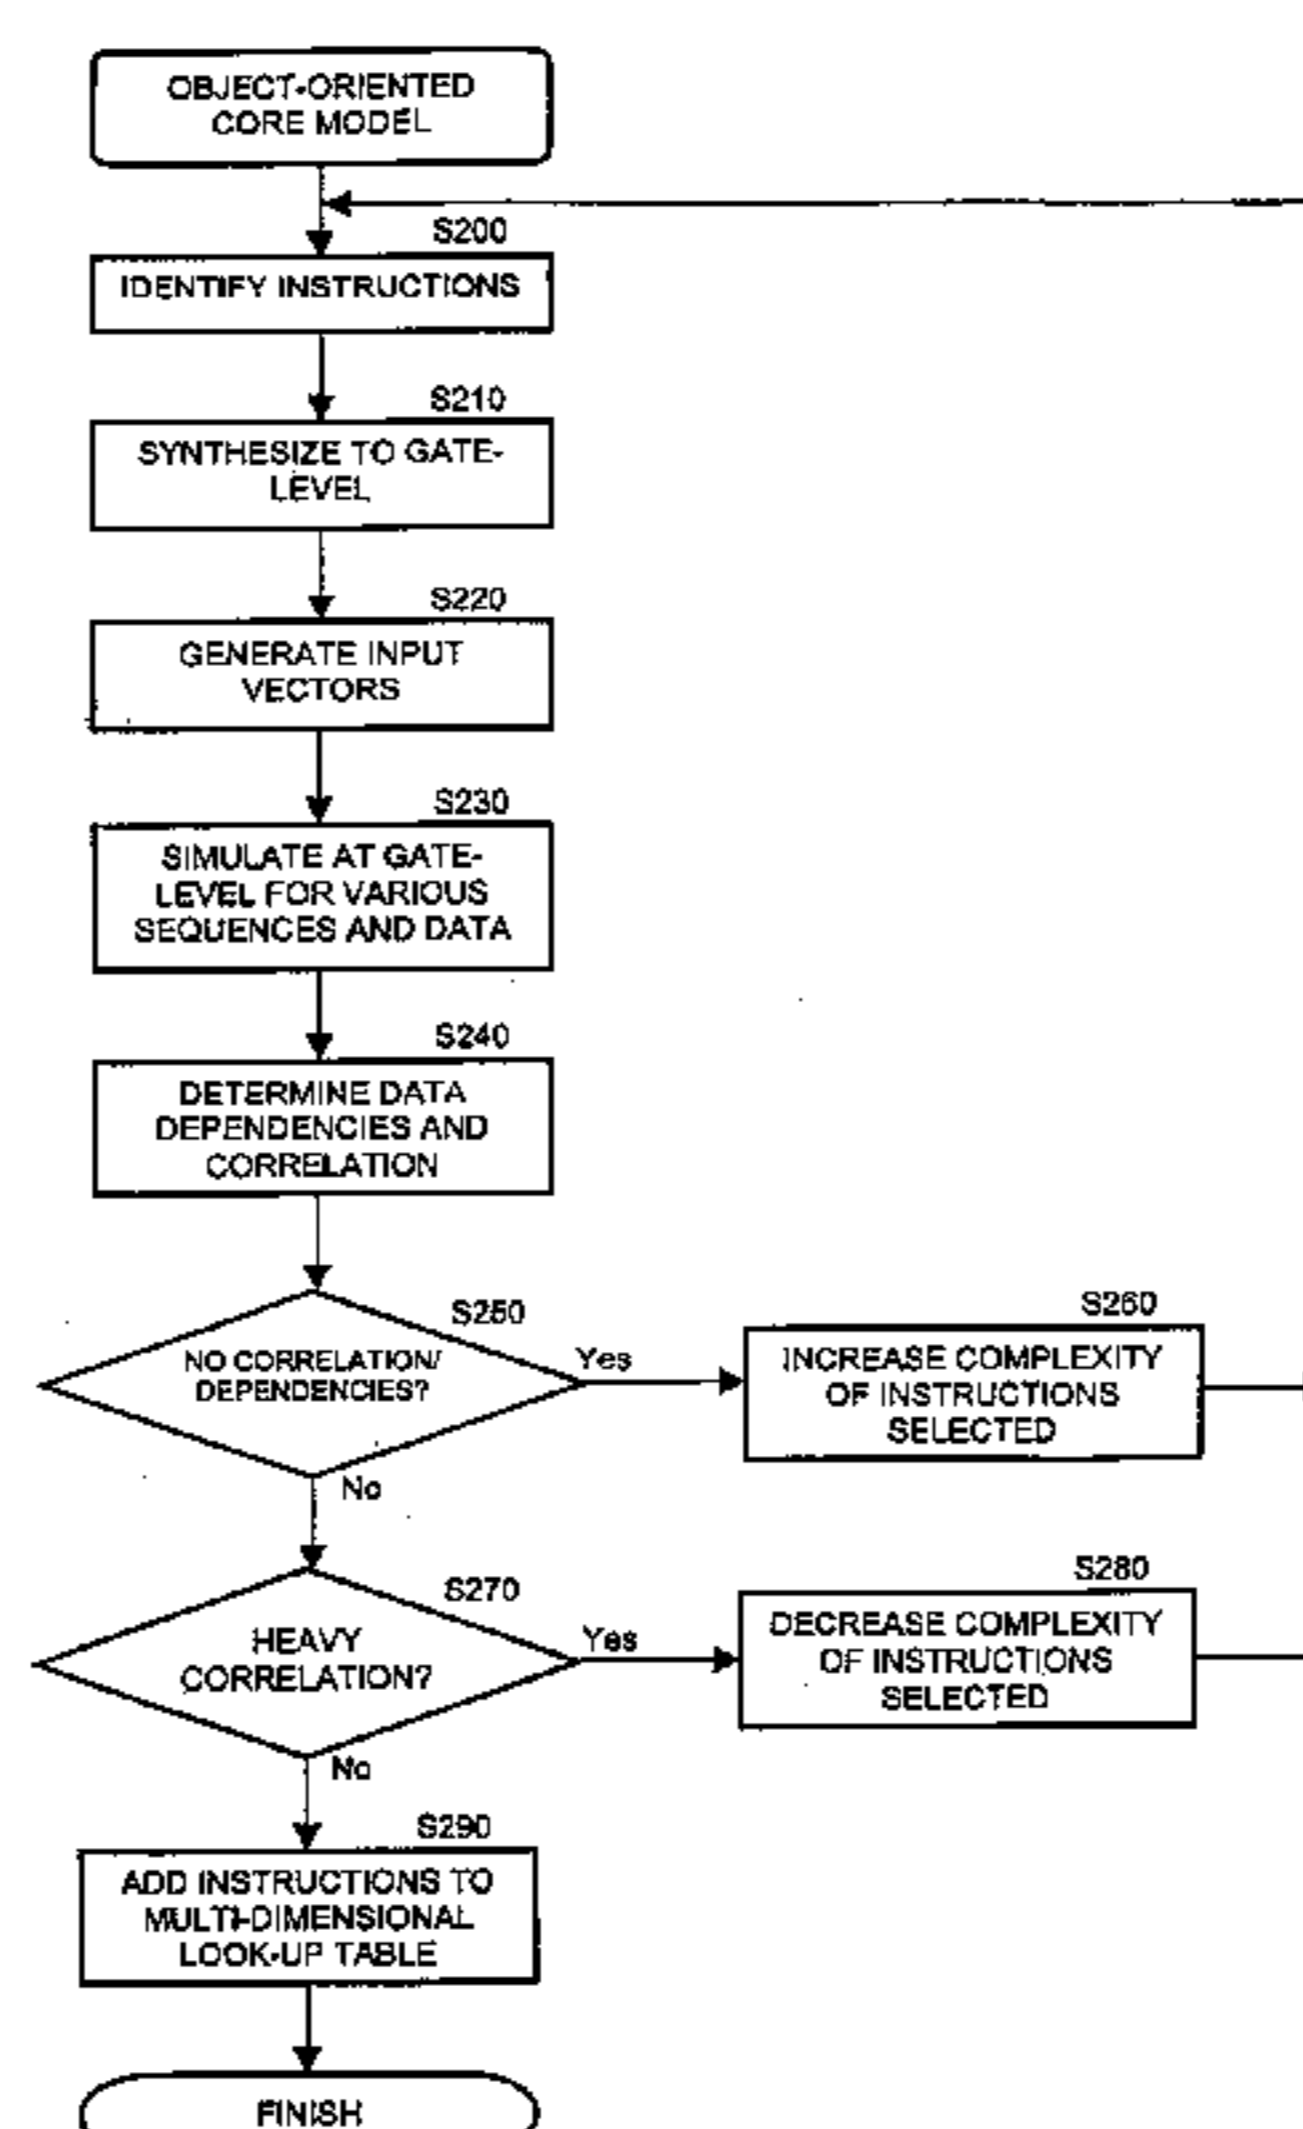 OBJECT-ORIENTED
CORE MODEL
S200
IDENTIFY INSTRUCTIONS
S210
SYNTHESIZE TO GATE-
LEVEL
S220
GENERATE INPUT
VECTORS
S230
SIMULATE AT GATE-
LEVEL FOR VARIOUS
SEQUENCES AND DATA
S240
DETERMINE DATA
DEPENDENCIES AND
CORRELATION
S250
NO CORRELATION/
DEPENDENCIES?
Yes
No
S260
INCREASE COMPLEXITY
OF INSTRUCTIONS
SELECTED
S270
HEAVY
CORRELATION?
Yes
No
S280
DECREASE COMPLEXITY
OF INSTRUCTIONS
SELECTED
S290
ADD INSTRUCTIONS TO
MULTI-DIMENSIONAL
LOOK-UP TABLE
FINISH